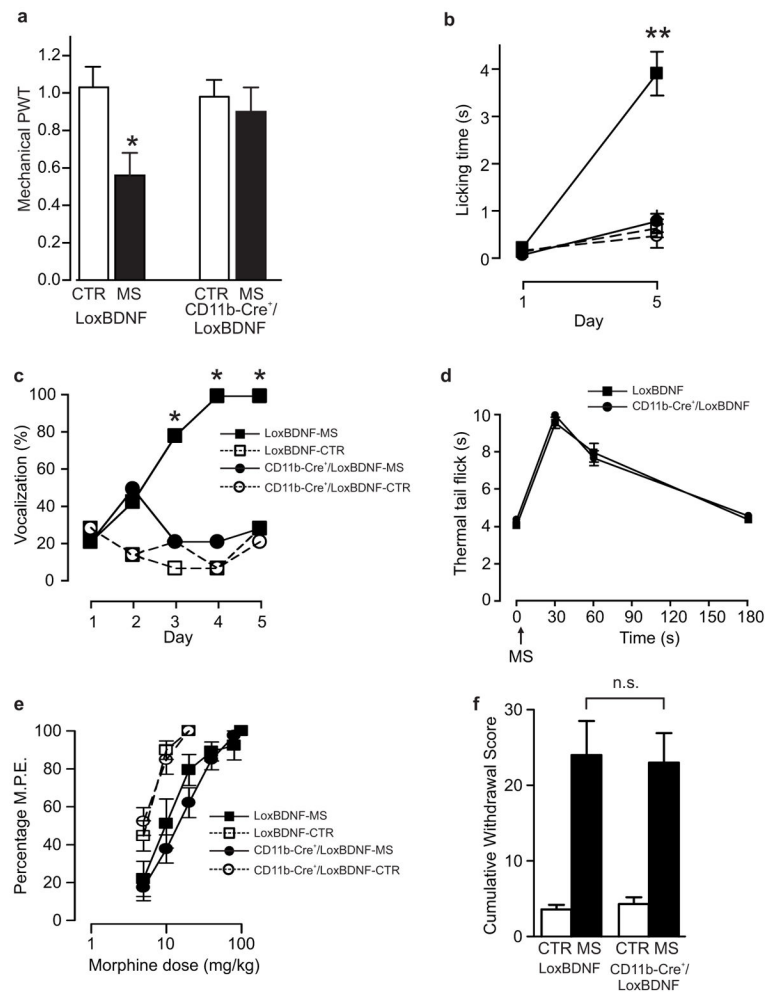 a
Mechanical PWT
1.2
1.0
0.8
0.6
0.4
0.2
0.0
*
CTR MS CTR MS
LoxBDNF CD11b-Cre⁺/
LoxBDNF
b
Licking time (s)
4
3
2
1
0
**
1 5
Day
c
Vocalization (%)
100
80
60
40
20
0
* * *
LoxBDNF-MS
LoxBDNF-CTR
CD11b-Cre⁺/LoxBDNF-MS
CD11b-Cre⁺/LoxBDNF-CTR
1 2 3 4 5
Day
d
LoxBDNF
CD11b-Cre⁺/LoxBDNF
Thermal tail flick (s)
10
8
6
4
2
0
0 30 60 90 120 150 180
Time (s)
MS
e
Percentage M.P.E.
100
80
60
40
20
0
LoxBDNF-MS
LoxBDNF-CTR
CD11b-Cre⁺/LoxBDNF-MS
CD11b-Cre⁺/LoxBDNF-CTR
1 10 100
Morphine dose (mg/kg)
f
n.s.
Cumulative Withdrawal Score
30
20
10
0
CTR MS CTR MS
LoxBDNF CD11b-Cre⁺/
LoxBDNF